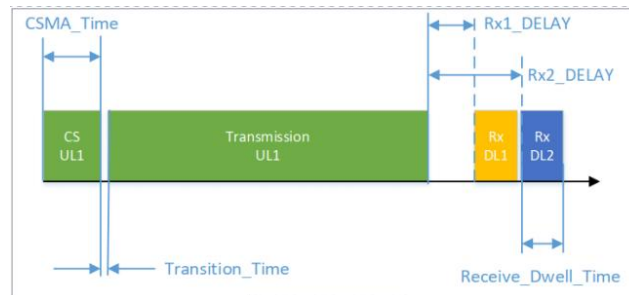 CSMA_Time
Rx1_DELAY
Rx2_DELAY
CS
UL1
Transmission
UL1
Rx
DL1
Rx
DL2
Transition_Time
Receive_Dwell_Time